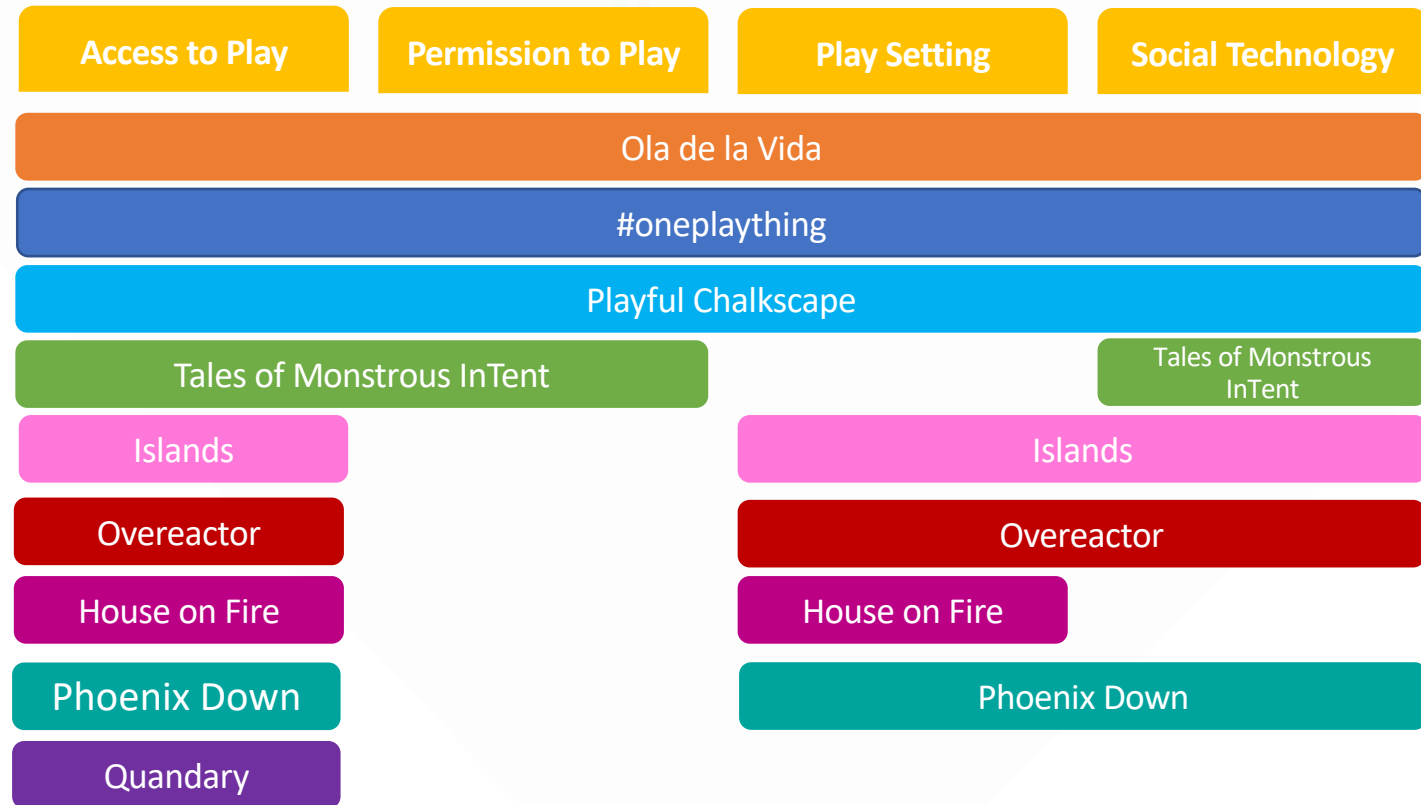 Access to Play
Permission to Play
Play Setting
Social Technology
Ola de la Vida
#oneplaything
Playful Chalkscape
Tales of Monstrous InTent
Tales of Monstrous
InTent
Islands
Islands
Overeactor
Overeactor
House on Fire
House on Fire
Phoenix Down
Phoenix Down
Quandary